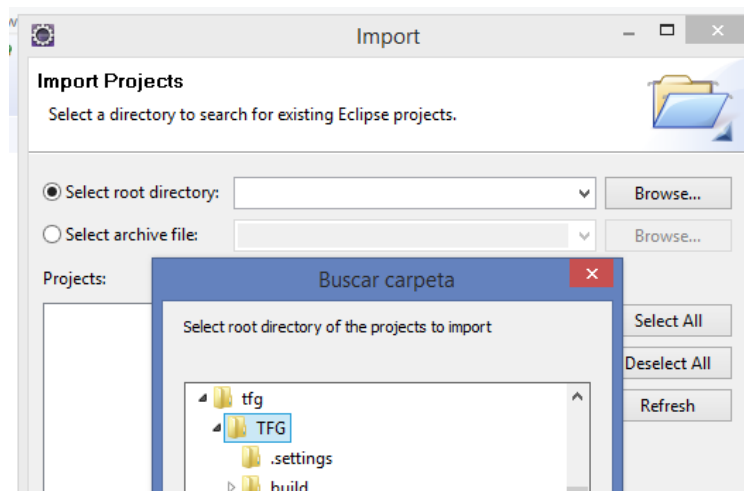 w
Import
Import Projects
Select a directory to search for existing Eclipse projects.
Select root directory:
Browse...
Select archive file:
Browse...
Projects:
Buscar carpeta
Select root directory of the projects to import
Select All
Deselect All
Refresh
tfg
TFG
.settings
build